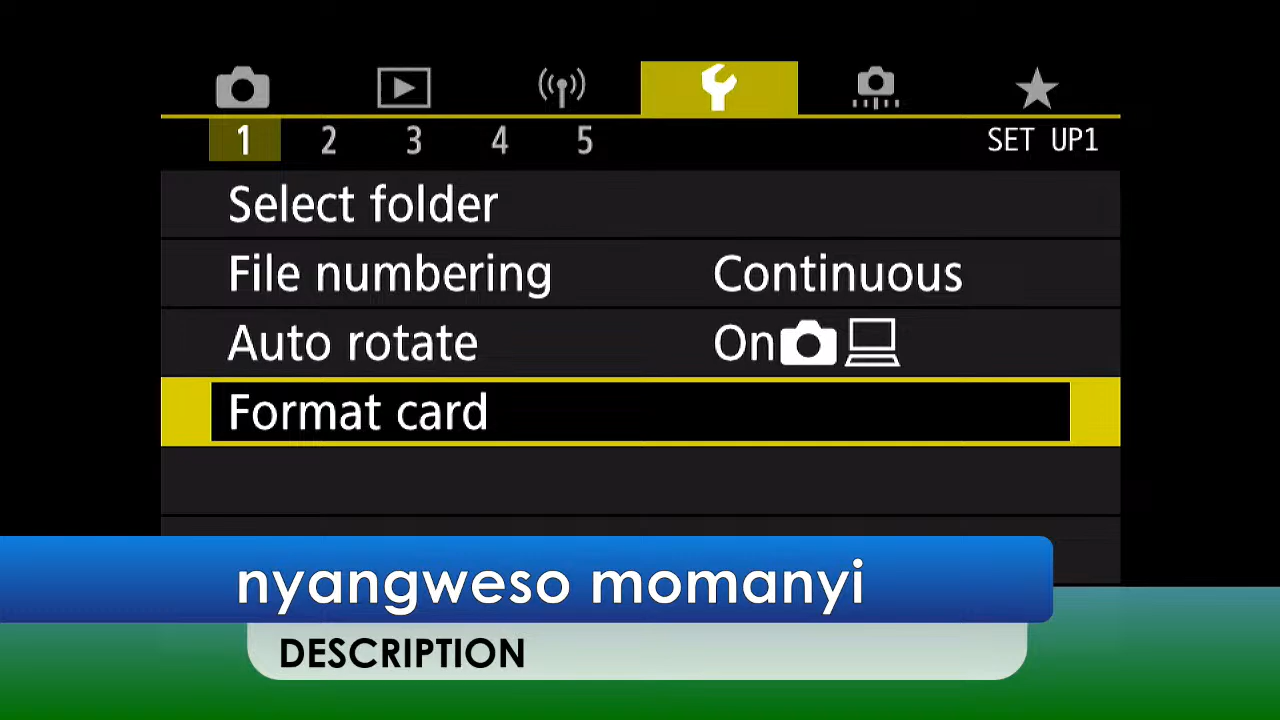 1 2 3 4 5 SET UP1
Select folder
File numbering Continuous
Auto rotate On
Format card
nyangweso momanyi
DESCRIPTION